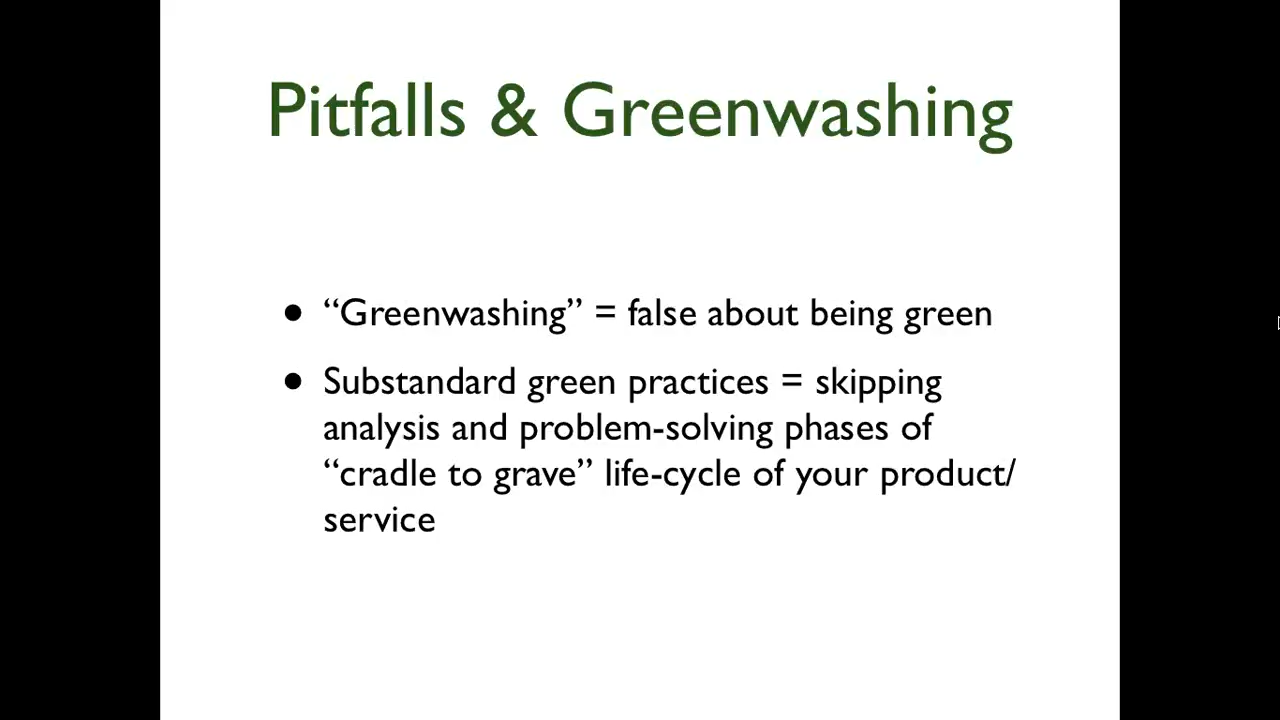 Pitfalls & Greenwashing
● “Greenwashing” = false about being green
● Substandard green practices = skipping
analysis and problem-solving phases of
“cradle to grave” life-cycle of your product/
service